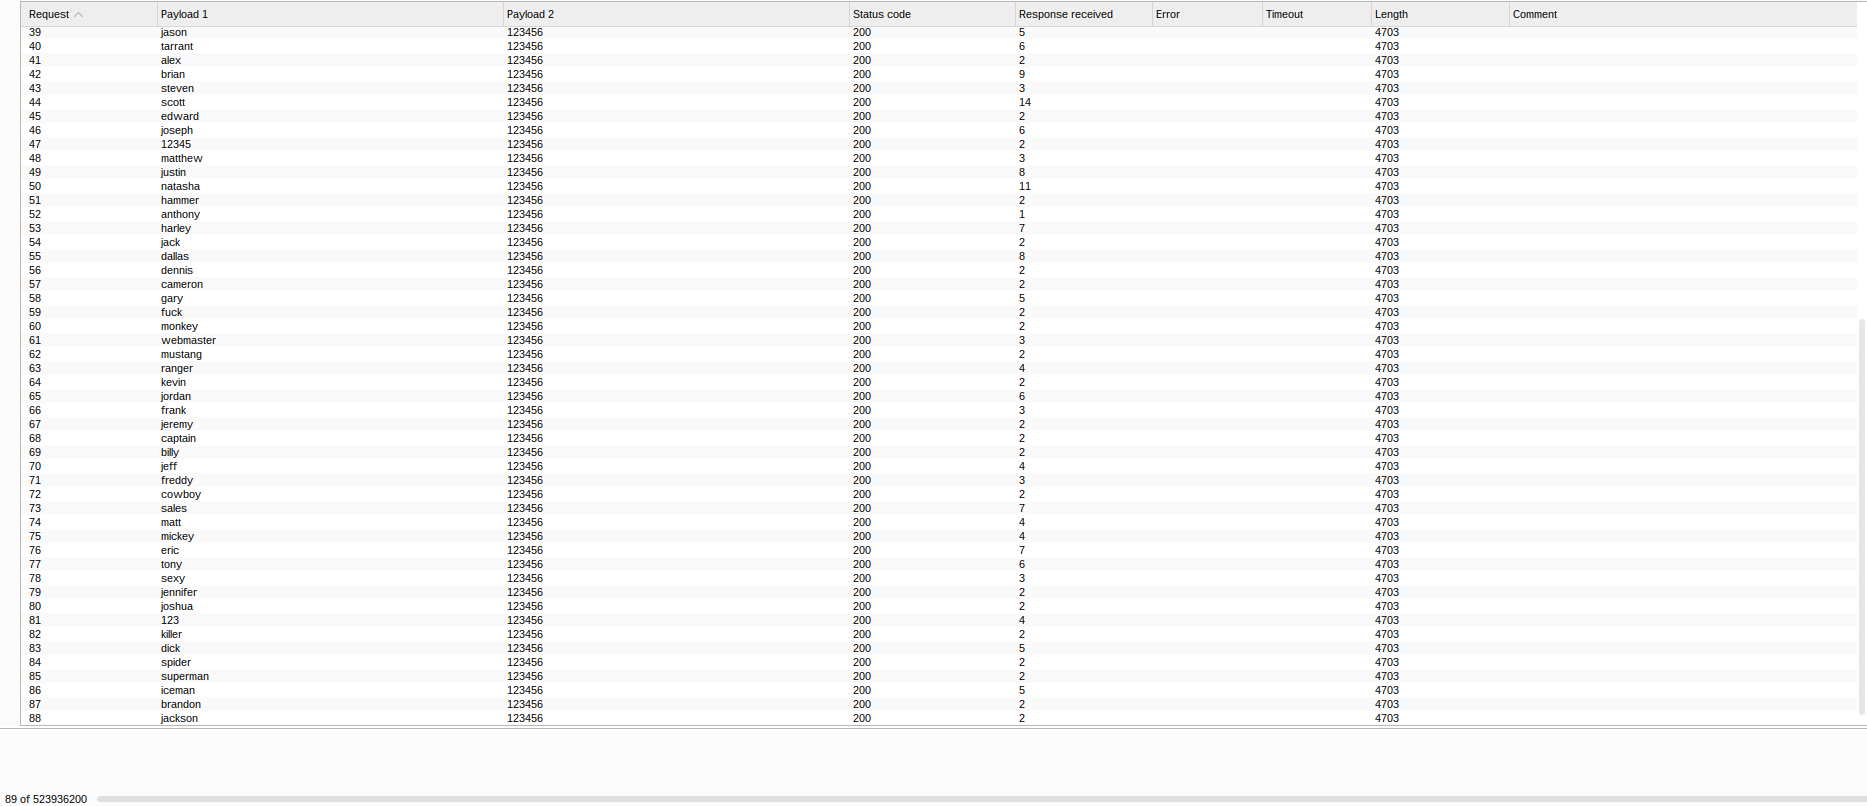 Request Payload 1 Payload 2 Status code Response received Error Timeout Length Comment
39 jason 123456 200 5 4703
40 tarrant 123456 200 6 4703
41 alex 123456 200 2 4703
42 brian 123456 200 9 4703
43 steven 123456 200 3 4703
44 scott 123456 200 14 4703
45 edward 123456 200 2 4703
46 joseph 123456 200 6 4703
47 12345 123456 200 2 4703
48 matthew 123456 200 3 4703
49 justin 123456 200 8 4703
50 natasha 123456 200 11 4703
51 hammer 123456 200 2 4703
52 anthony 123456 200 1 4703
53 harley 123456 200 7 4703
54 jack 123456 200 2 4703
55 dallas 123456 200 8 4703
56 dennis 123456 200 2 4703
57 cameron 123456 200 2 4703
58 gary 123456 200 5 4703
59 fuck 123456 200 2 4703
60 monkey 123456 200 2 4703
61 webmaster 123456 200 3 4703
62 mustang 123456 200 2 4703
63 ranger 123456 200 4 4703
64 kevin 123456 200 2 4703
65 jordan 123456 200 6 4703
66 frank 123456 200 3 4703
67 jeremy 123456 200 2 4703
68 captain 123456 200 2 4703
69 billy 123456 200 2 4703
70 jeff 123456 200 4 4703
71 freddy 123456 200 3 4703
72 cowboy 123456 200 2 4703
73 sales 123456 200 7 4703
74 matt 123456 200 4 4703
75 mickey 123456 200 4 4703
76 eric 123456 200 7 4703
77 tony 123456 200 6 4703
78 sexy 123456 200 3 4703
79 jennifer 123456 200 2 4703
80 joshua 123456 200 2 4703
81 123 123456 200 4 4703
82 killer 123456 200 2 4703
83 dick 123456 200 5 4703
84 spider 123456 200 2 4703
85 superman 123456 200 2 4703
86 iceman 123456 200 5 4703
87 brandon 123456 200 2 4703
88 jackson 123456 200 2 4703
89 of 523936200